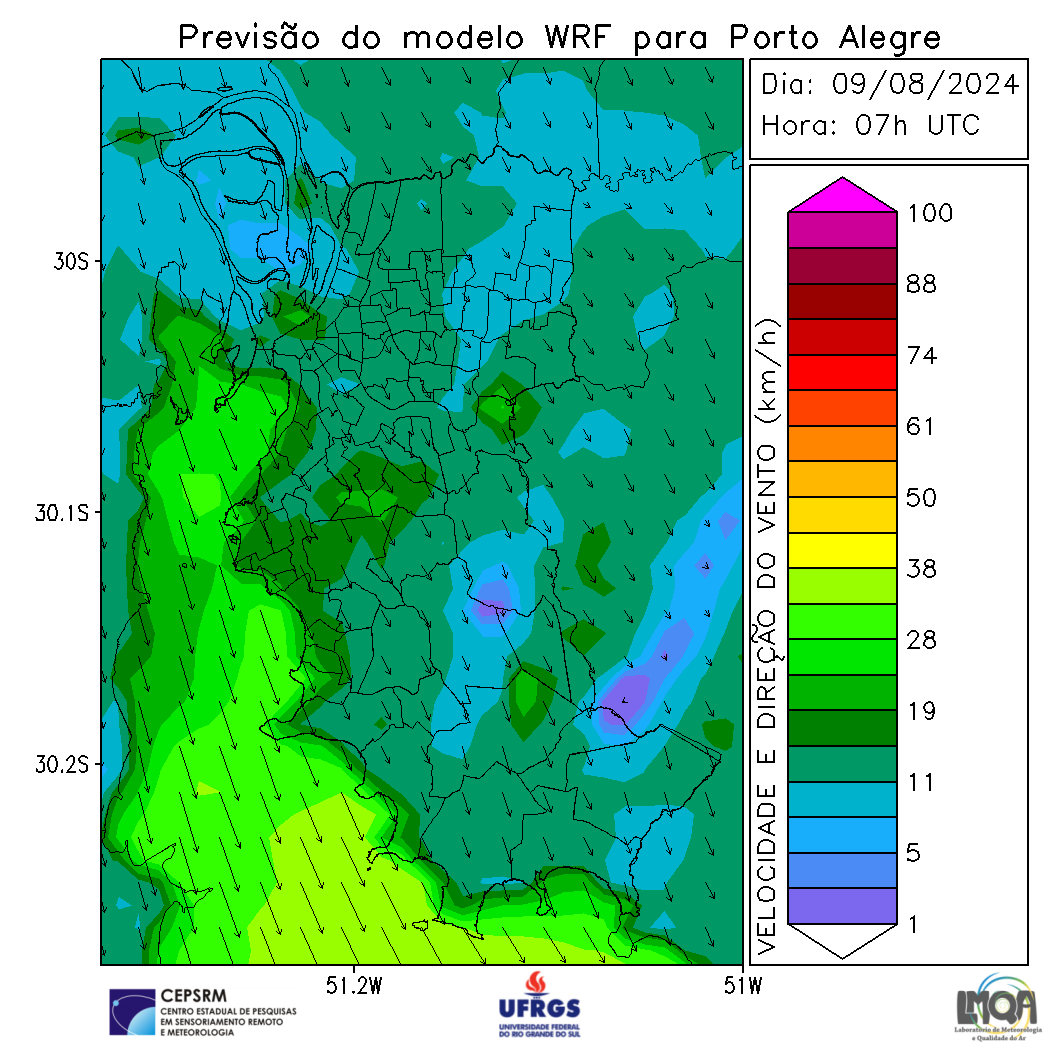 Previsão do modelo WRF para Porto Alegre
Dia: 09/08/2024
Hora: 07h UTC
30S
30.1S
30.2S
51.2W
51W
VELOCIDADE E DIREÇÃO DO VENTO (km/h)
100
88
74
61
50
38
28
19
11
5
1
CEPSRM
CENTRO ESTADUAL DE PESQUISAS
EM SENSORIAMENTO REMOTO
E METEOROLOGIA
UFRGS
UNIVERSIDADE FEDERAL
DO RIO GRANDE DO SUL
LMQA
Laboratório de Meteorologia
e Qualidade do Ar